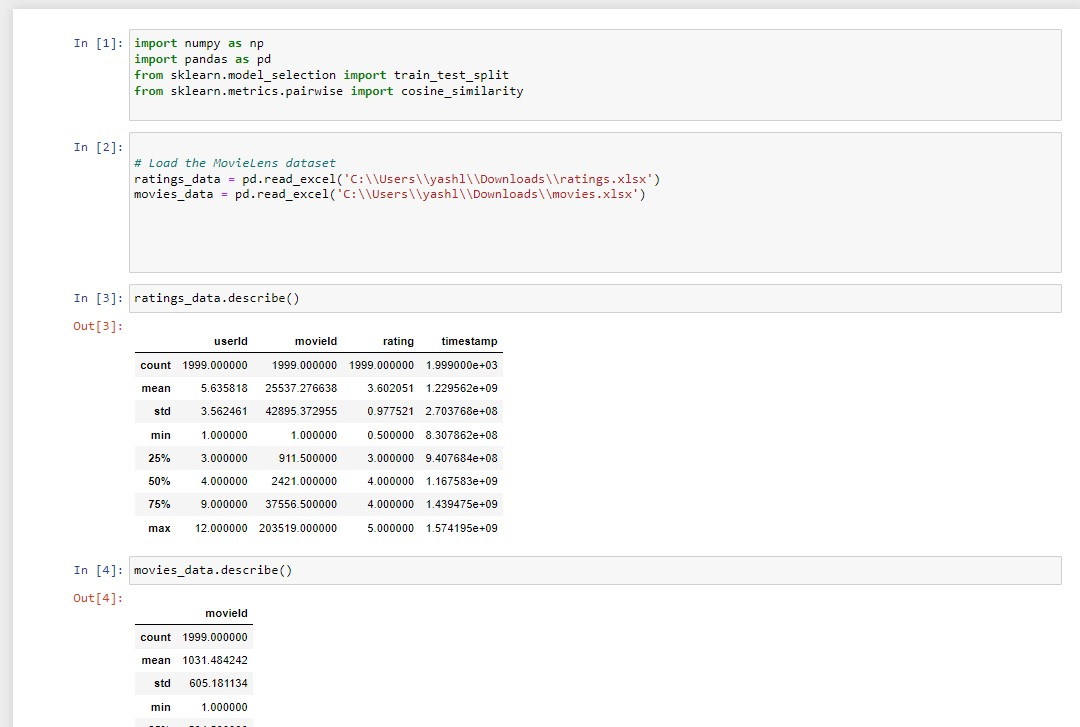 In [1]: import numpy as np
import pandas as pd
from sklearn.model_selection import train_test_split
from sklearn.metrics.pairwise import cosine_similarity
In [2]:
# Load the MovieLens dataset
ratings_data = pd.read_excel('C:\\Users\\yashl\\Downloads\\ratings.xlsx')
movies_data = pd.read_excel('C:\\Users\\yashl\\Downloads\\movies.xlsx')
In [3]: ratings_data.describe()
Out[3]:
userId movieId rating timestamp
count 1999.000000 1999.000000 1999.000000 1.999000e+03
mean 5.635818 25537.276638 3.602051 1.229562e+09
std 3.562461 42895.372955 0.977521 2.703768e+08
min 1.000000 1.000000 0.500000 8.307862e+08
25% 3.000000 911.500000 3.000000 9.407684e+08
50% 4.000000 2421.000000 4.000000 1.167583e+09
75% 9.000000 37556.500000 4.000000 1.439475e+09
max 12.000000 203519.000000 5.000000 1.574195e+09
In [4]: movies_data.describe()
Out[4]:
movieId
count 1999.000000
mean 1031.484242
std 605.181134
min 1.000000